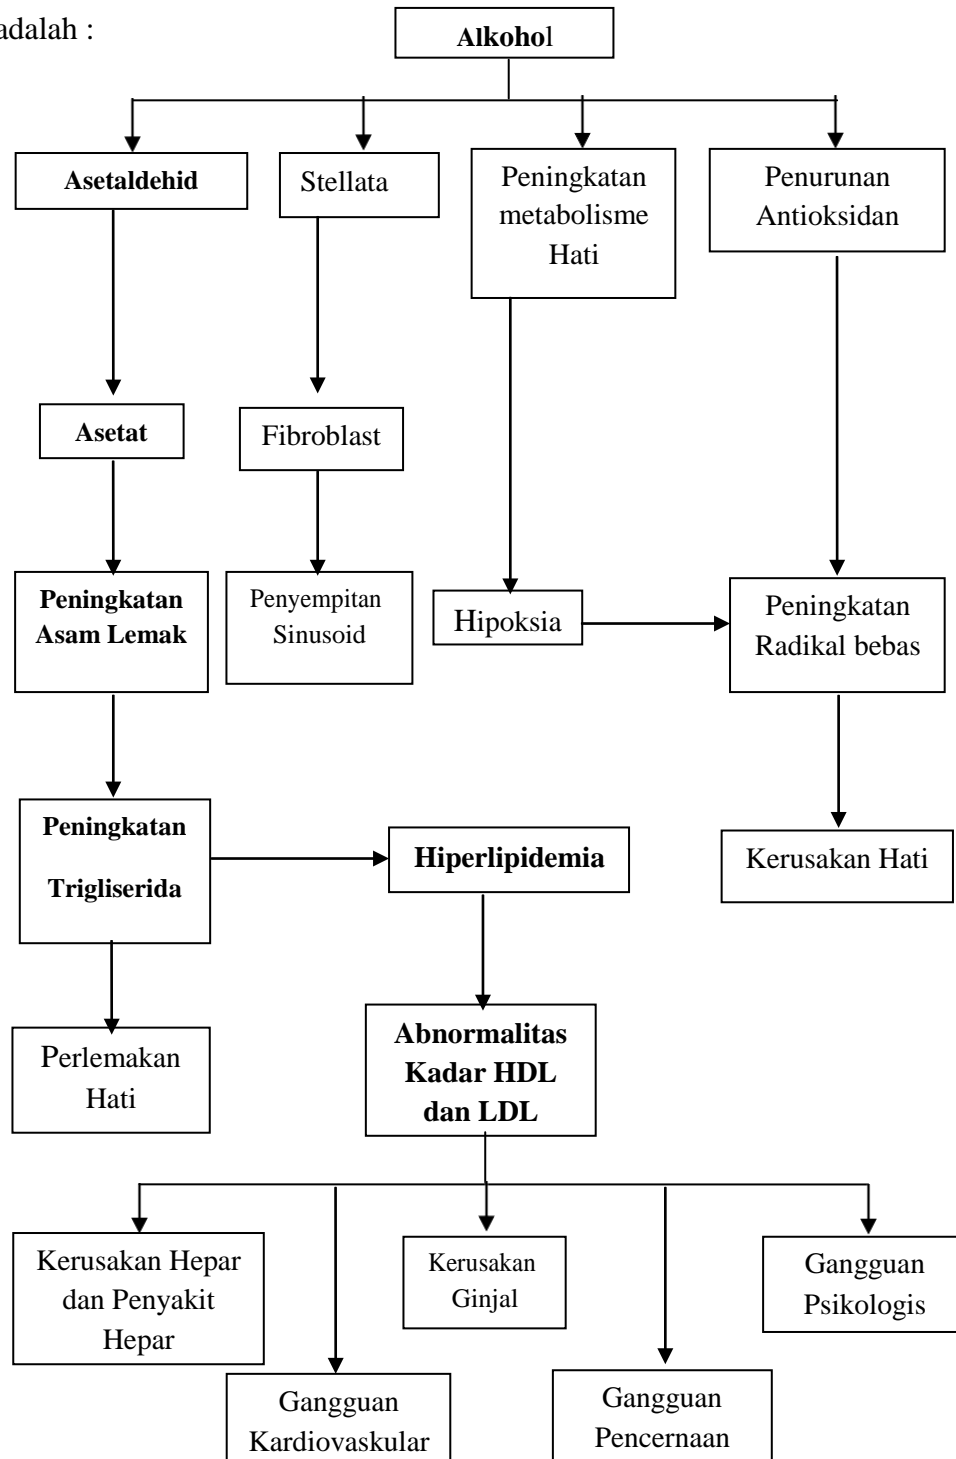 adalah :
Alkohol
Asetaldehid
Stellata
Peningkatan
metabolisme
Hati
Penurunan
Antioksidan
Asetat
Fibroblast
Peningkatan
Asam Lemak
Penyempitan
Sinusoid
Hipoksia
Peningkatan
Radikal bebas
Peningkatan
Trigliserida
Hiperlipidemia
Kerusakan Hati
Perlemakan
Hati
Abnormalitas
Kadar HDL
dan LDL
Kerusakan Hepar
dan Penyakit
Hepar
Kerusakan
Ginjal
Gangguan
Psikologis
Gangguan
Kardiovaskular
Gangguan
Pencernaan